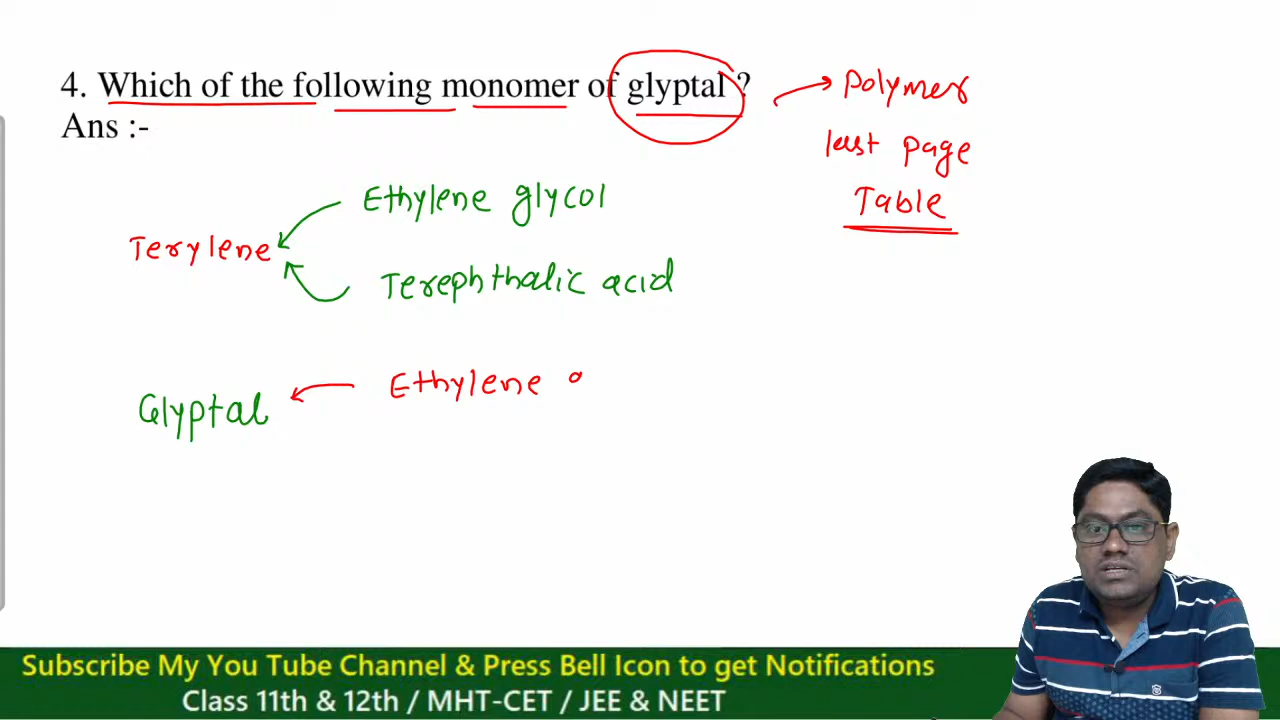 4. Which of the following monomer of glyptal ?
Ans :-
Polymer
last page
Table
Ethylene glycol
Terylene
Terephthalic acid
Ethylene
Glyptal
Subscribe My You Tube Channel & Press Bell Icon to get Notifications
Class 11th & 12th / MHT-CET / JEE & NEET